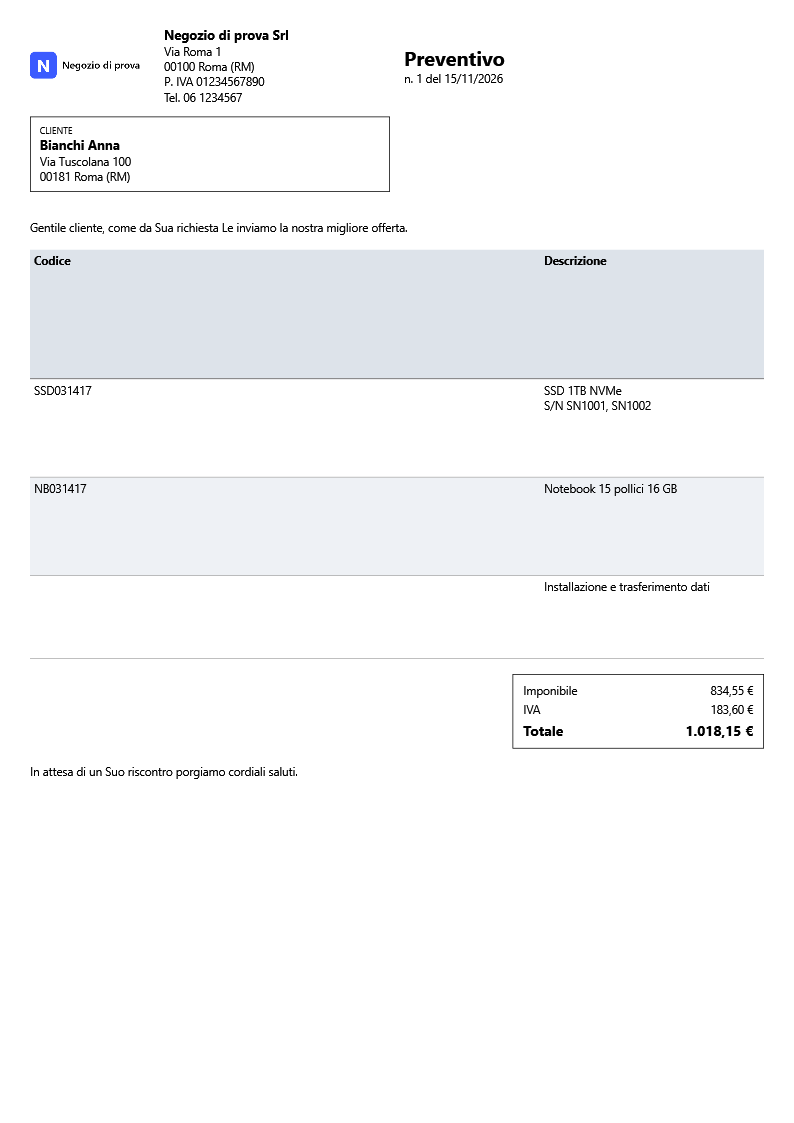 N Negozio di prova
Negozio di prova Srl
Via Roma 1
00100 Roma (RM)
P. IVA 01234567890
Tel. 06 1234567
Preventivo
n. 1 del 15/11/2026
CLIENTE
Bianchi Anna
Via Tuscolana 100
00181 Roma (RM)
Gentile cliente, come da Sua richiesta Le inviamo la nostra migliore offerta.
Codice Descrizione
SSD031417 SSD 1TB NVMe
S/N SN1001, SN1002
NB031417 Notebook 15 pollici 16 GB
Installazione e trasferimento dati
Imponibile 834,55 €
IVA 183,60 €
Totale 1.018,15 €
In attesa di un Suo riscontro porgiamo cordiali saluti.